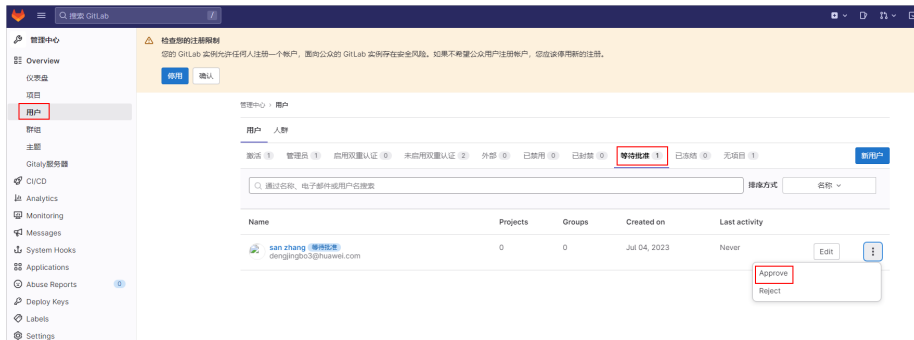 搜索 GitLab
/
管理中心
Overview
仪表盘
项目
用户
群组
主题
Gitaly服务器
CI/CD
Analytics
Monitoring
Messages
System Hooks
Applications
Abuse Reports 0
Deploy Keys
Labels
Settings
检查您的注册限制
您的 GitLab 实例允许任何人注册一个帐户，面向公众的 GitLab 实例存在安全风险。如果不希望公众用户注册帐户，您应该停用新的注册。
停用 确认
管理中心 › 用户
用户 人群
激活 1 管理员 1 启用双重认证 0 未启用双重认证 2 外部 0 已禁用 0 已封禁 0 等待批准 1 已冻结 0 无项目 1 新用户
通过名称、电子邮件或用户名搜索 排序方式 名称
Name Projects Groups Created on Last activity
san zhang 等待批准 0 0 Jul 04, 2023 Never Edit
dengjingbo3@huawei.com
Approve
Reject